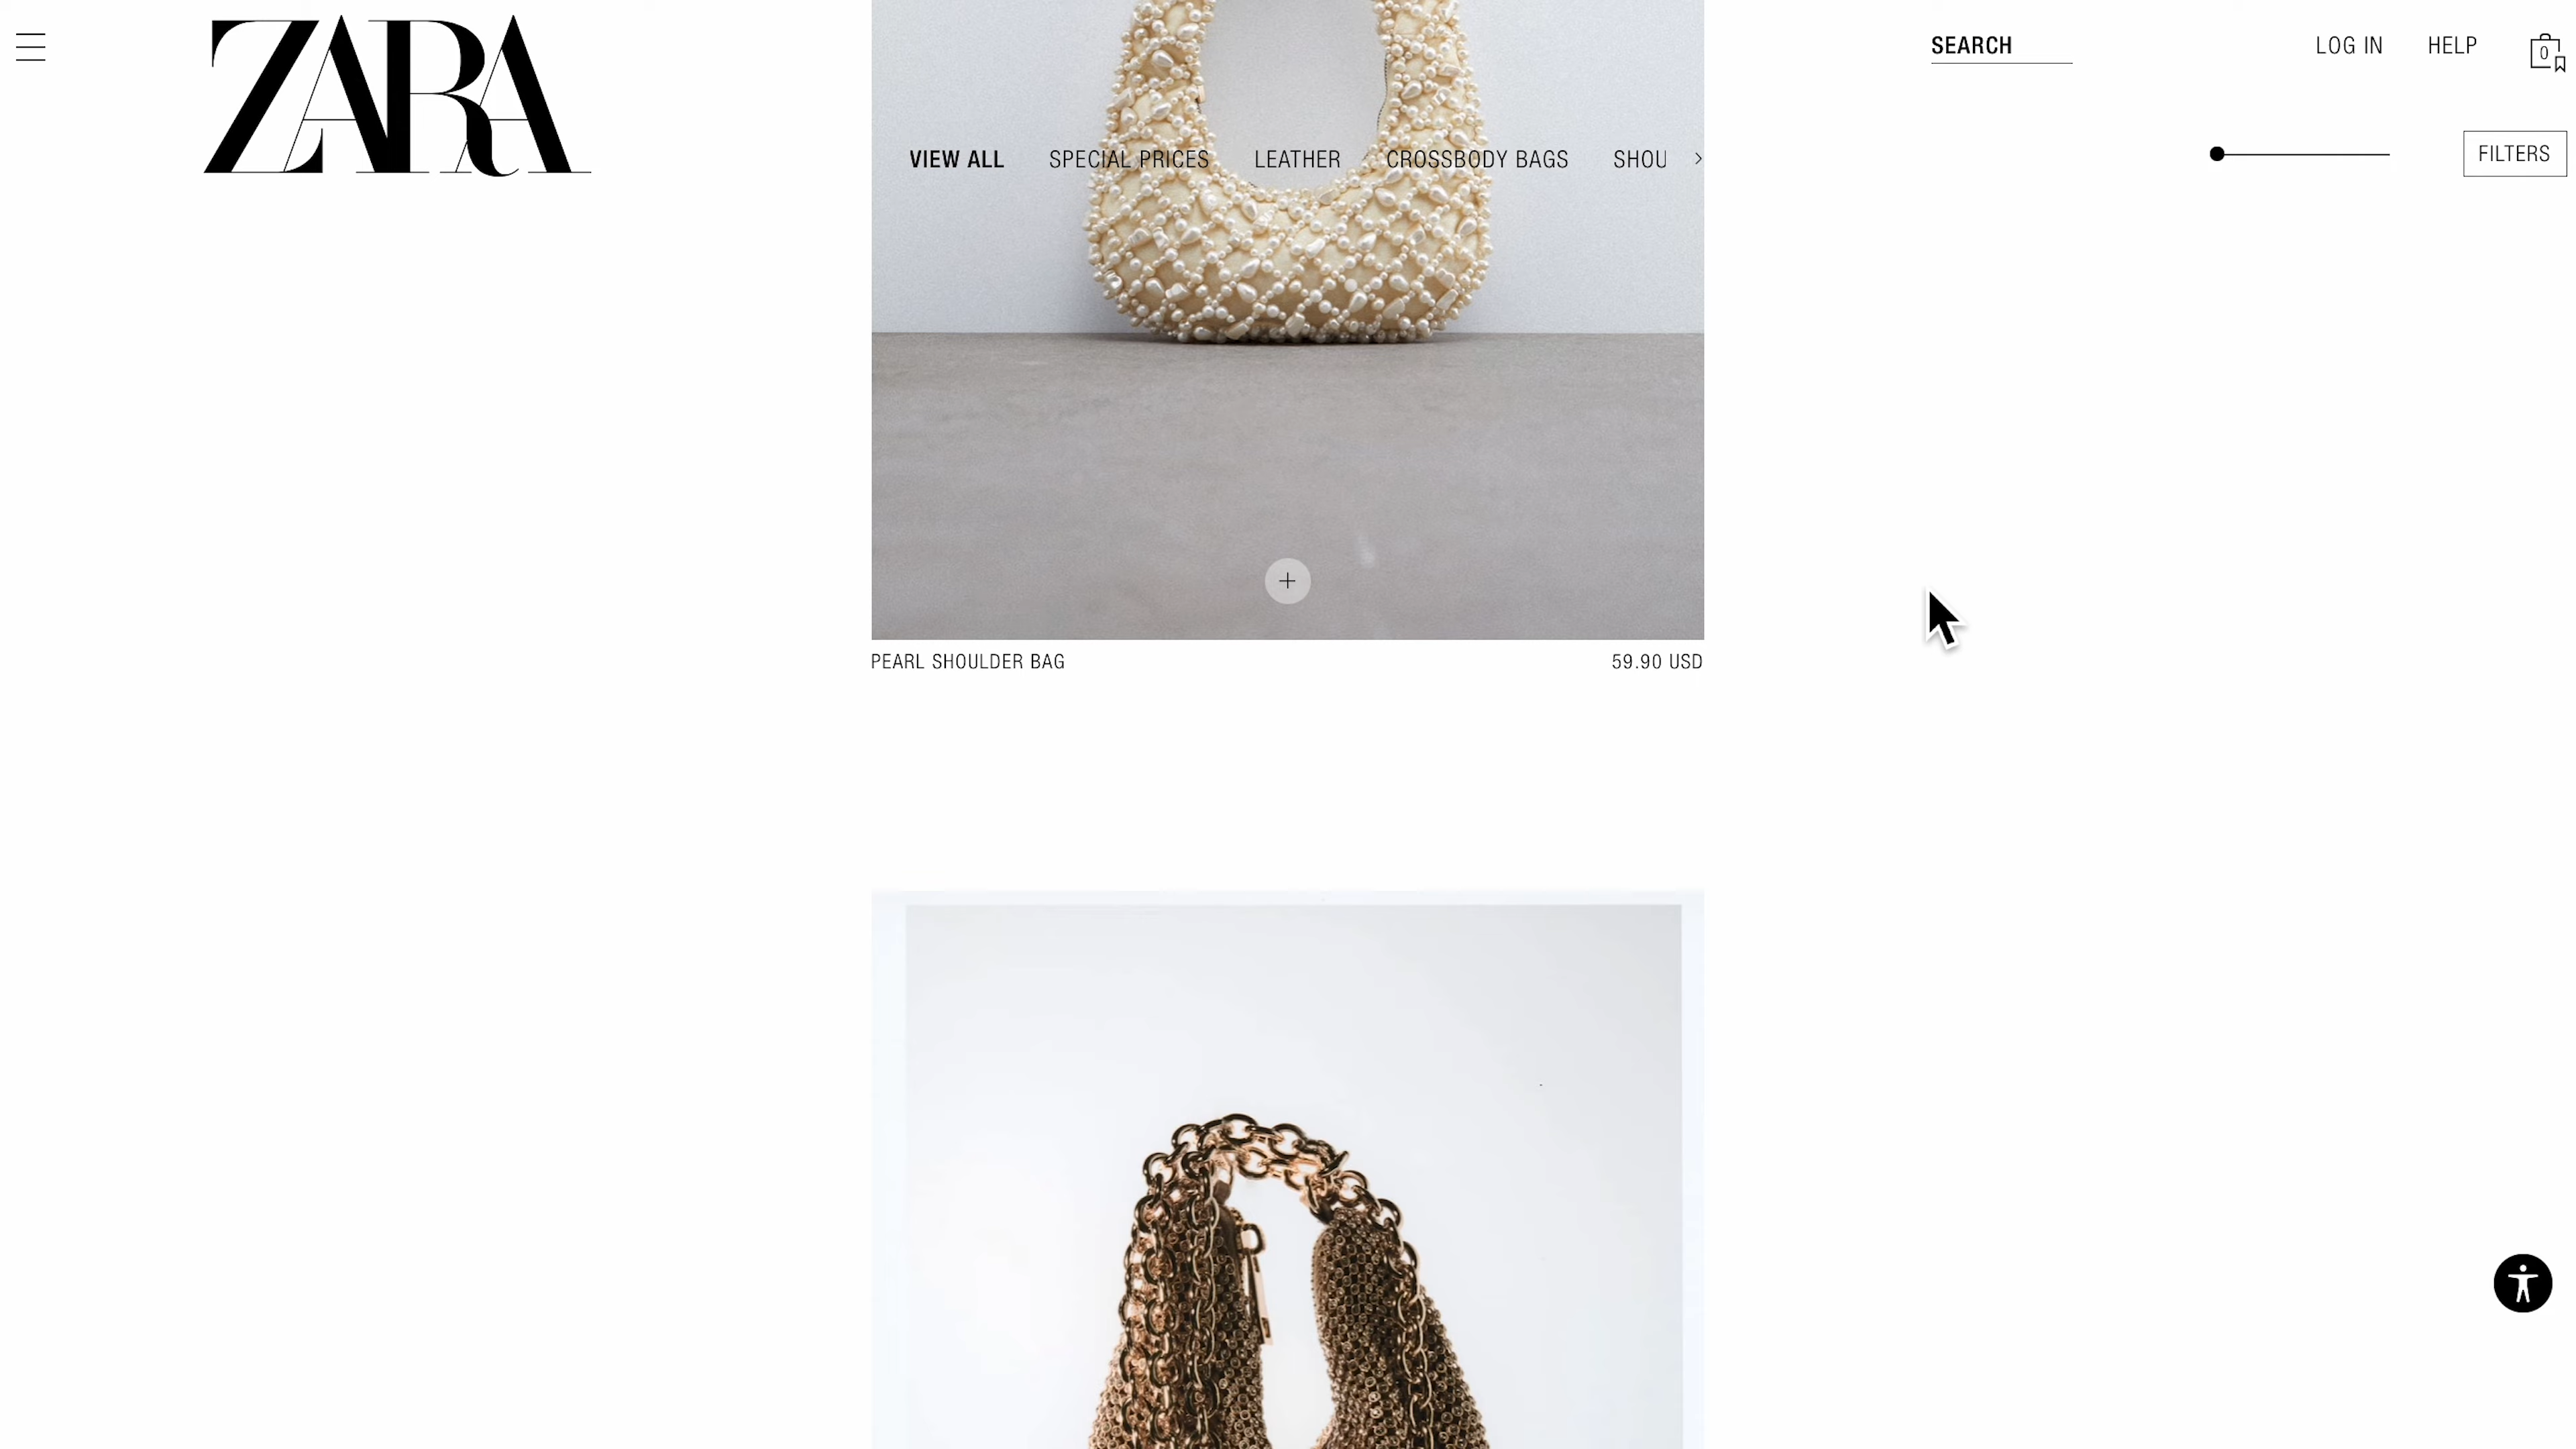 ZARA
SEARCH
LOG IN
HELP
0
VIEW ALL
SPECIAL PRICES
LEATHER
CROSSBODY BAGS
SHOU
FILTERS
PEARL SHOULDER BAG
59.90 USD